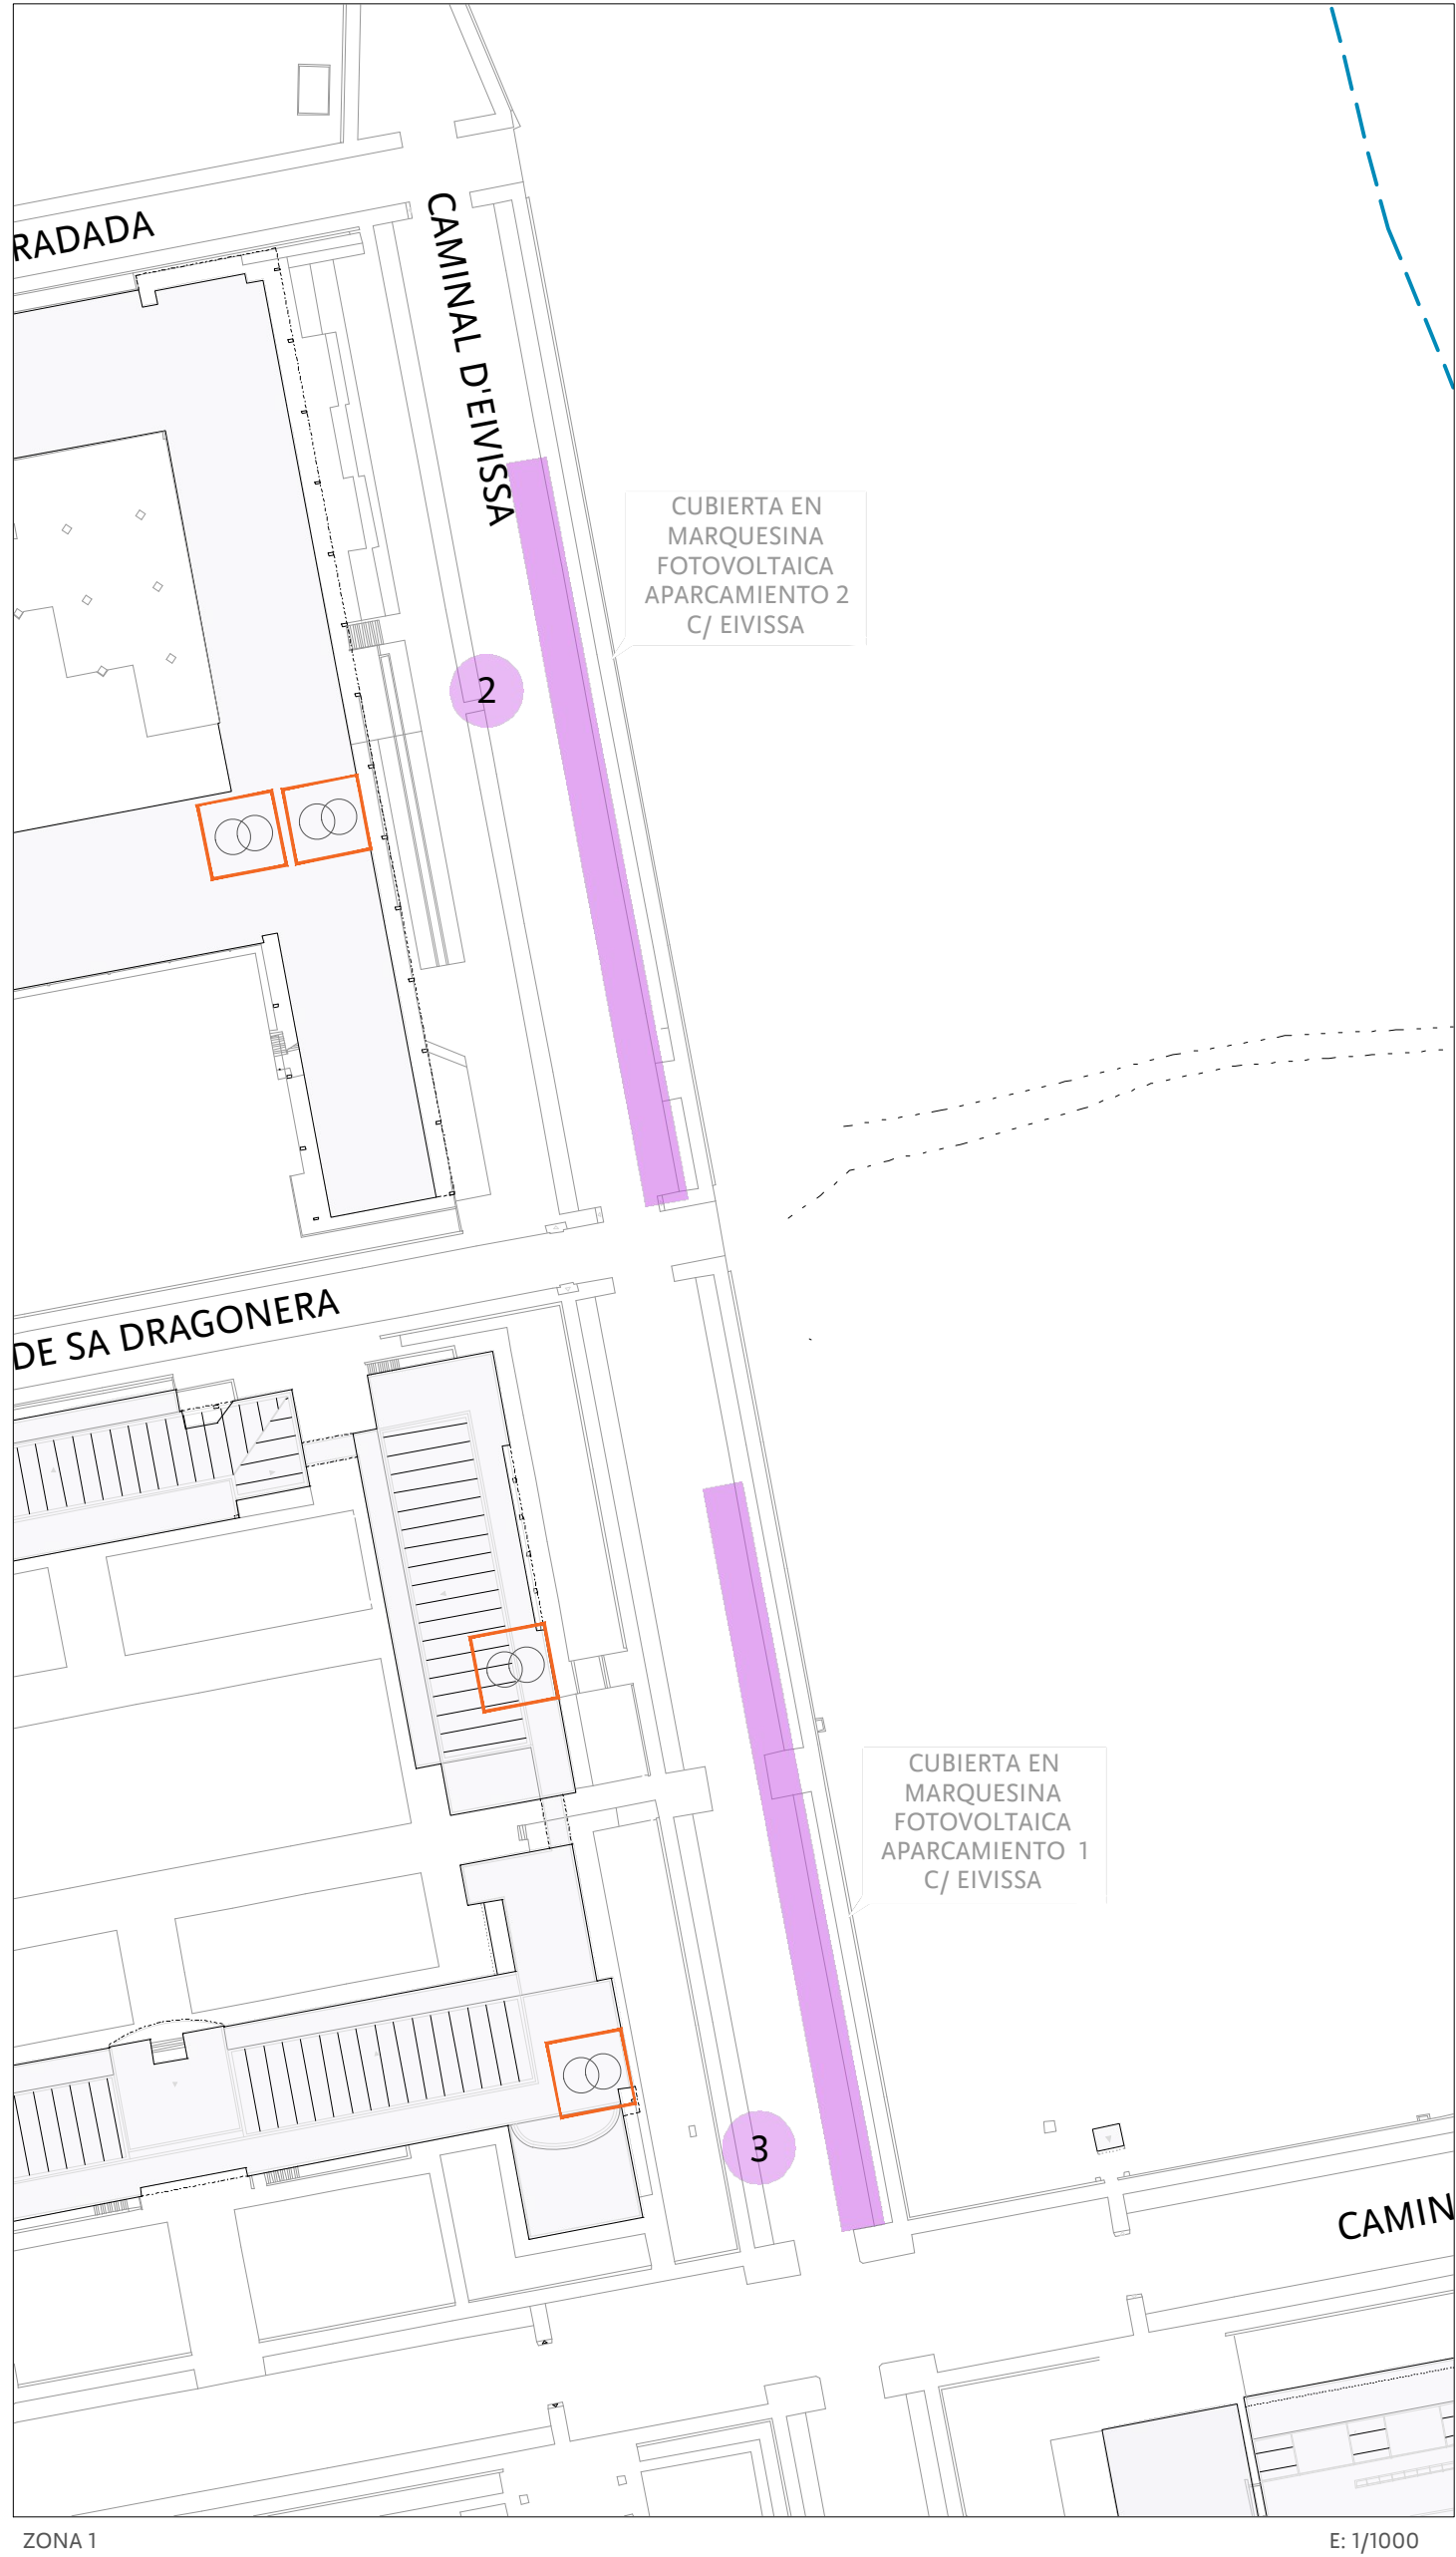 RADADA
CAMINAL D'EIVISSA
CUBIERTA EN
MARQUESINA
FOTOVOLTAICA
APARCAMIENTO 2
C/ EIVISSA
2
DE SA DRAGONERA
CUBIERTA EN
MARQUESINA
FOTOVOLTAICA
APARCAMIENTO 1
C/ EIVISSA
3
CAMIN
ZONA 1
E: 1/1000